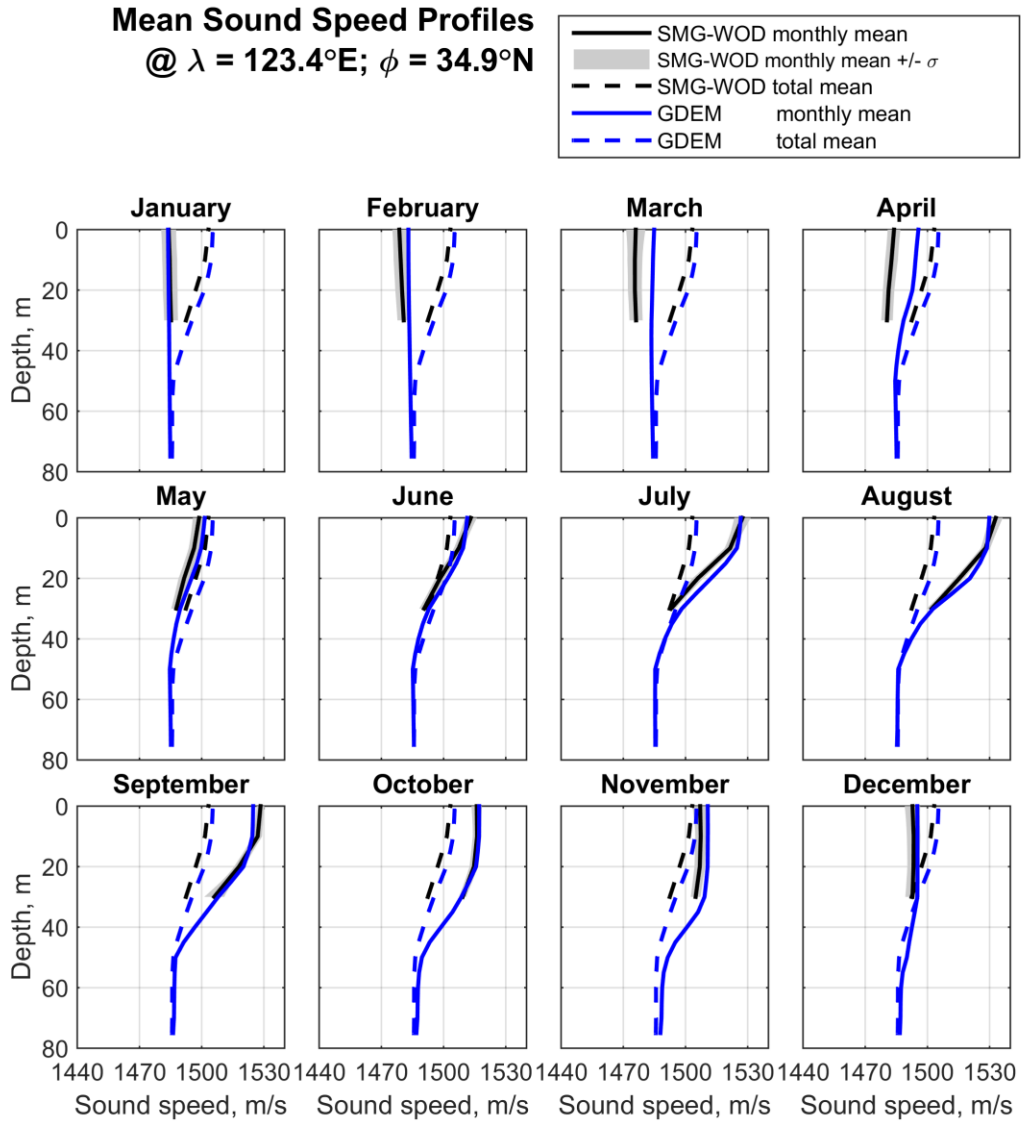 Mean Sound Speed Profiles
@ λ = 123.4°E; ϕ = 34.9°N
SMG-WOD monthly mean
SMG-WOD monthly mean +/- σ
SMG-WOD total mean
GDEM monthly mean
GDEM total mean
January
February
March
April
0
20
40
60
80
Depth, m
May
June
July
August
0
20
40
60
80
Depth, m
September
October
November
December
0
20
40
60
80
Depth, m
1440 1470 1500 1530
1440 1470 1500 1530
1440 1470 1500 1530
1440 1470 1500 1530
Sound speed, m/s
Sound speed, m/s
Sound speed, m/s
Sound speed, m/s